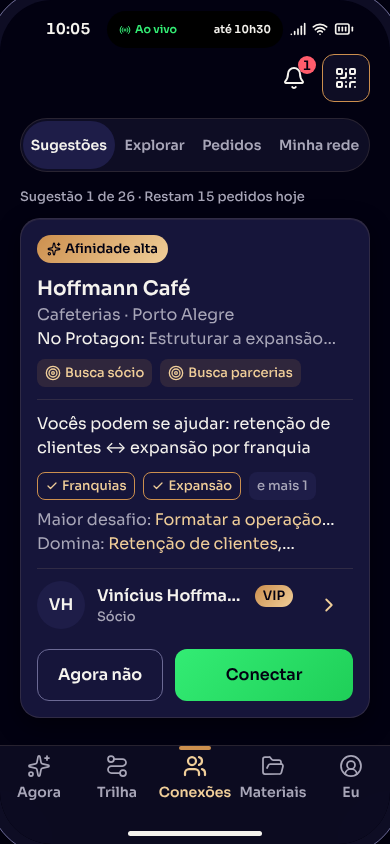 10:05
Ao vivo
até 10h30
1
Sugestões
Explorar
Pedidos
Minha rede
Sugestão 1 de 26 · Restam 15 pedidos hoje
Afinidade alta
Hoffmann Café
Cafeterias · Porto Alegre
No Protagon: Estruturar a expansão...
Busca sócio
Busca parcerias
Vocês podem se ajudar: retenção de
clientes ↔ expansão por franquia
Franquias
Expansão
e mais 1
Maior desafio: Formatar a operação...
Domina: Retenção de clientes,...
VH
Vinícius Hoffma...
VIP
Sócio
Agora não
Conectar
Agora
Trilha
Conexões
Materiais
Eu